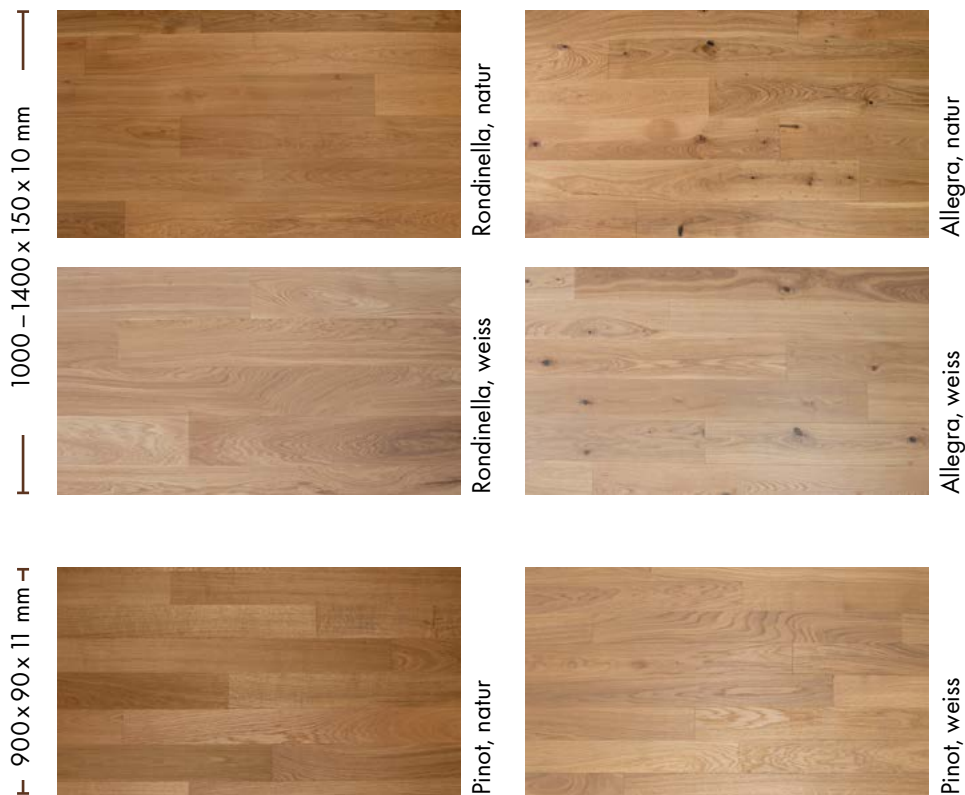 1000 – 1400 x 150 x 10 mm
Rondinella, natur
Allegra, natur
Rondinella, weiss
Allegra, weiss
900 x 90 x 11 mm
Pinot, natur
Pinot, weiss